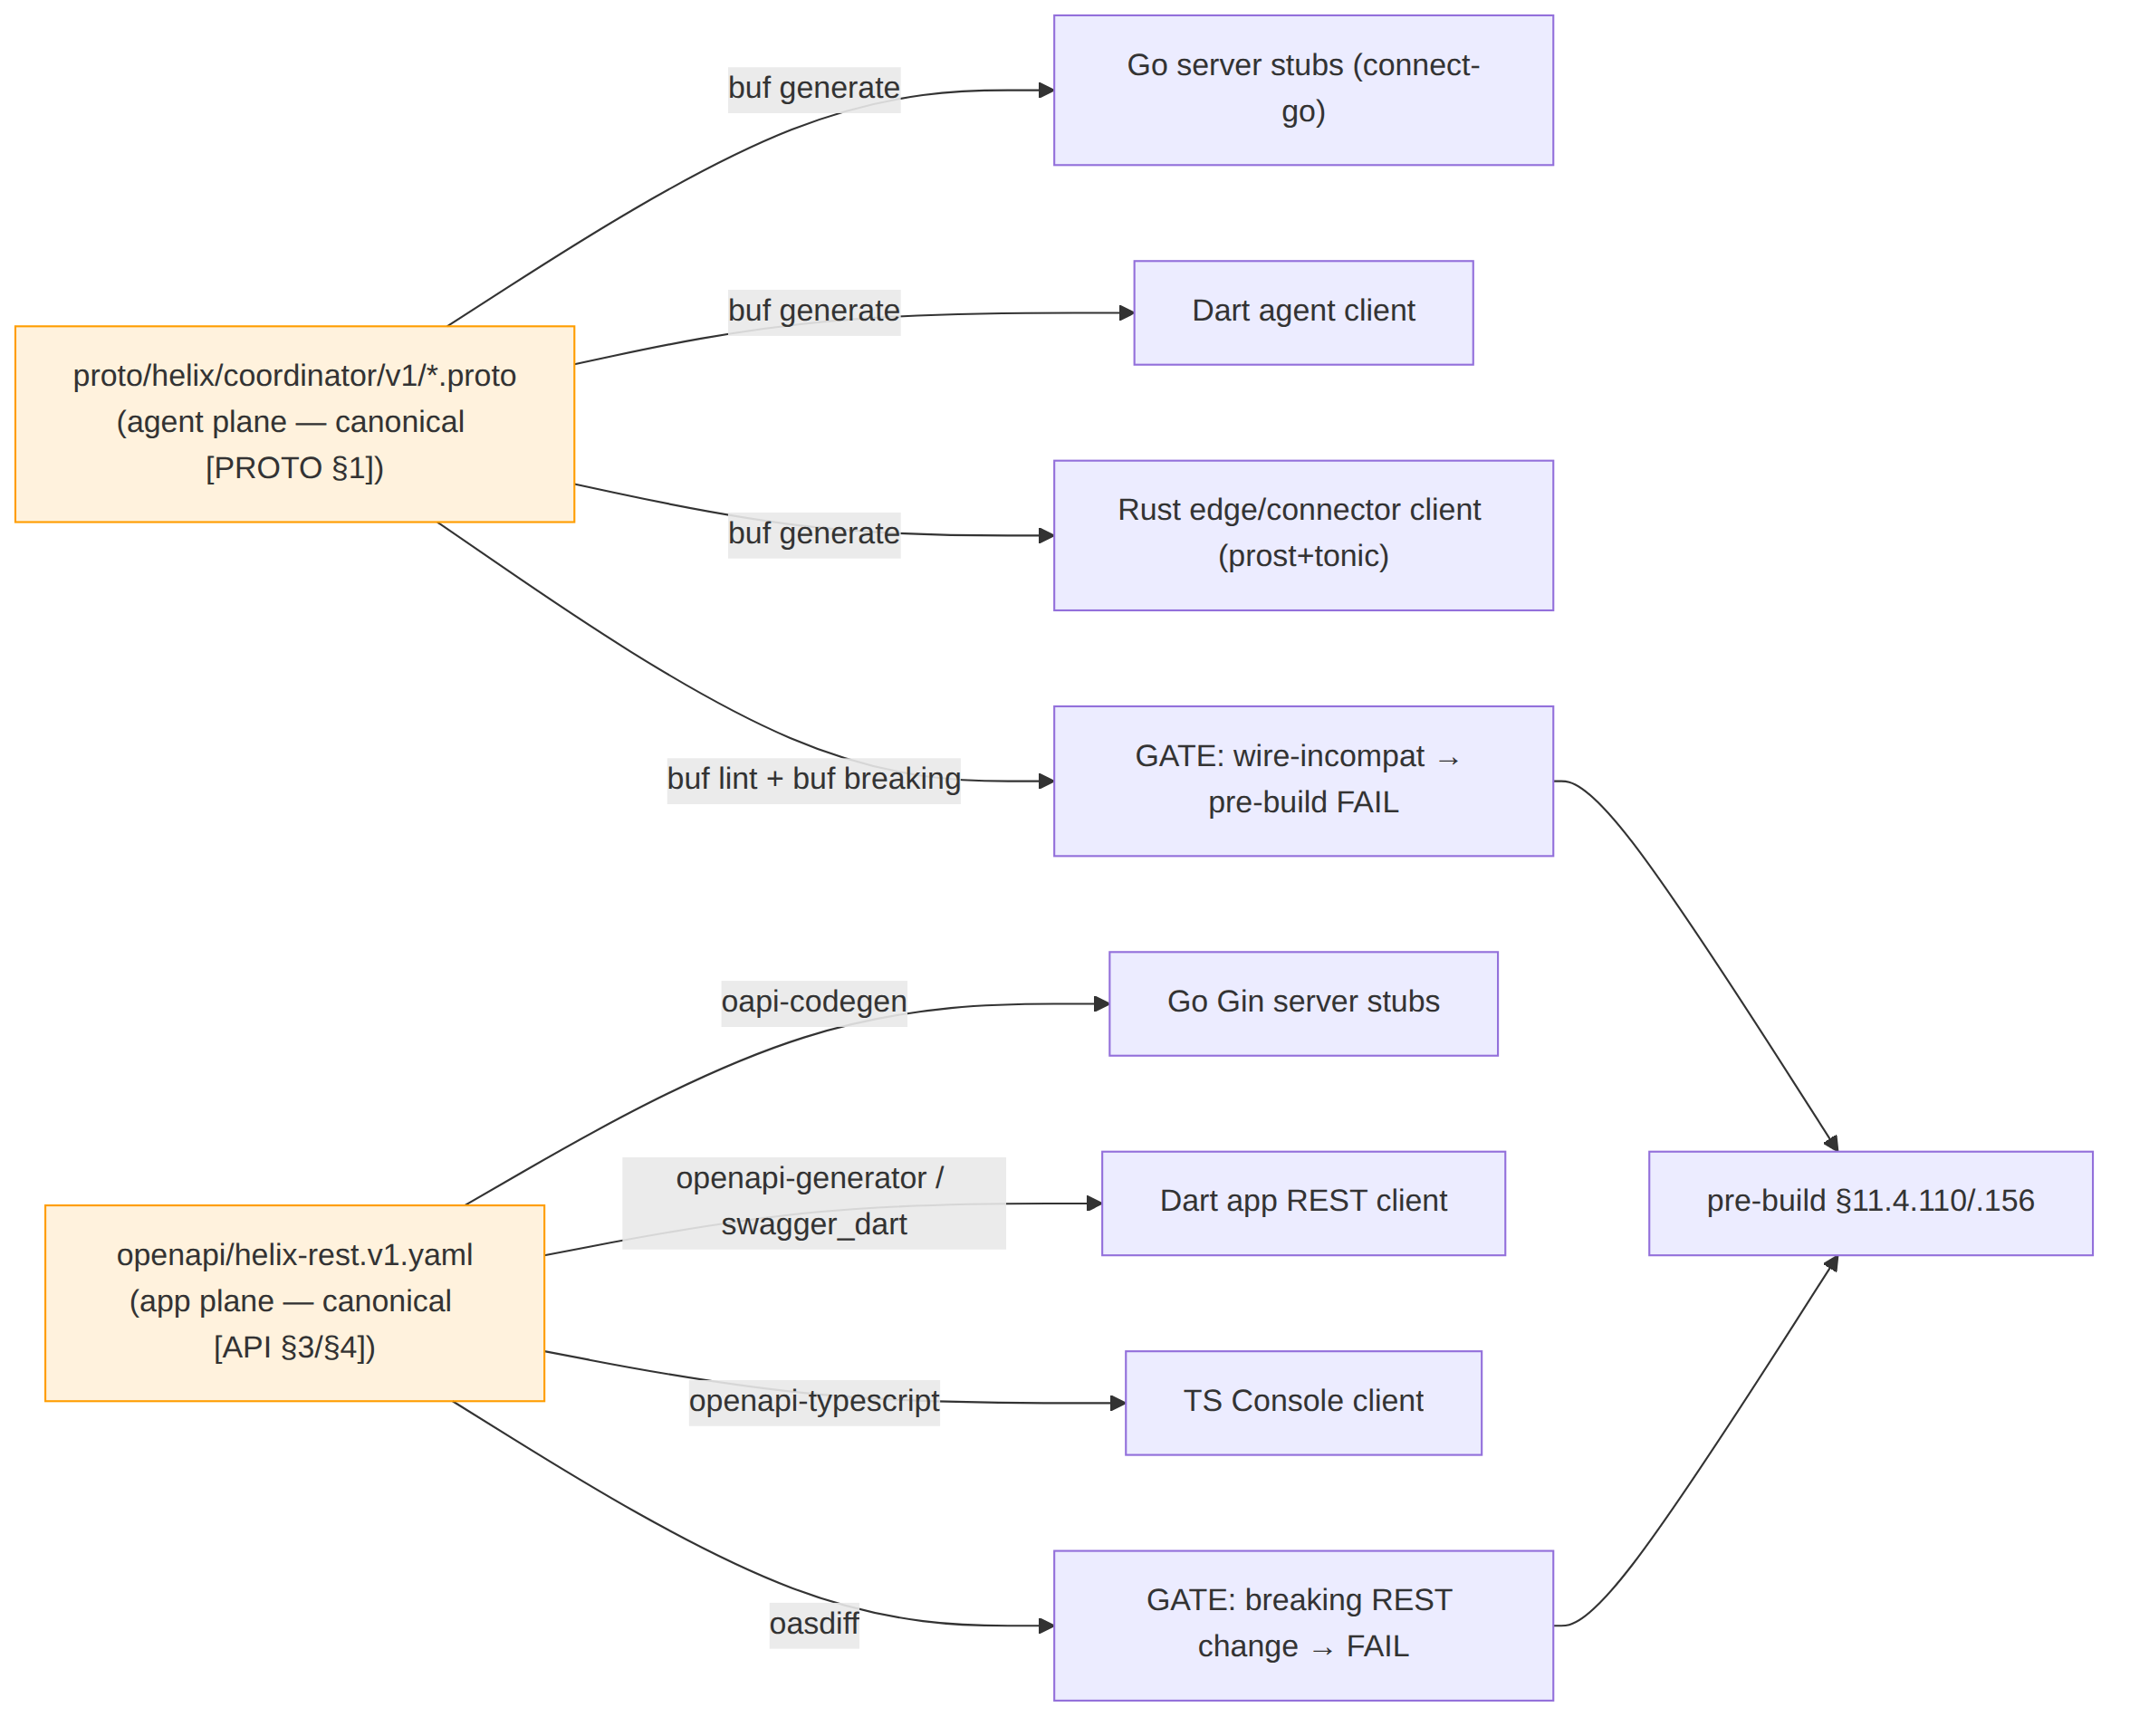 buf generate
Go server stubs (connect-
go)
buf generate
Dart agent client
proto/helix/coordinator/v1/*.proto
(agent plane — canonical
[PROTO §1])
buf generate
Rust edge/connector client
(prost+tonic)
buf lint + buf breaking
GATE: wire-incompat →
pre-build FAIL
oapi-codegen
Go Gin server stubs
openapi-generator /
swagger_dart
Dart app REST client
pre-build §11.4.110/.156
openapi/helix-rest.v1.yaml
(app plane — canonical
[API §3/§4])
openapi-typescript
TS Console client
oasdiff
GATE: breaking REST
change → FAIL